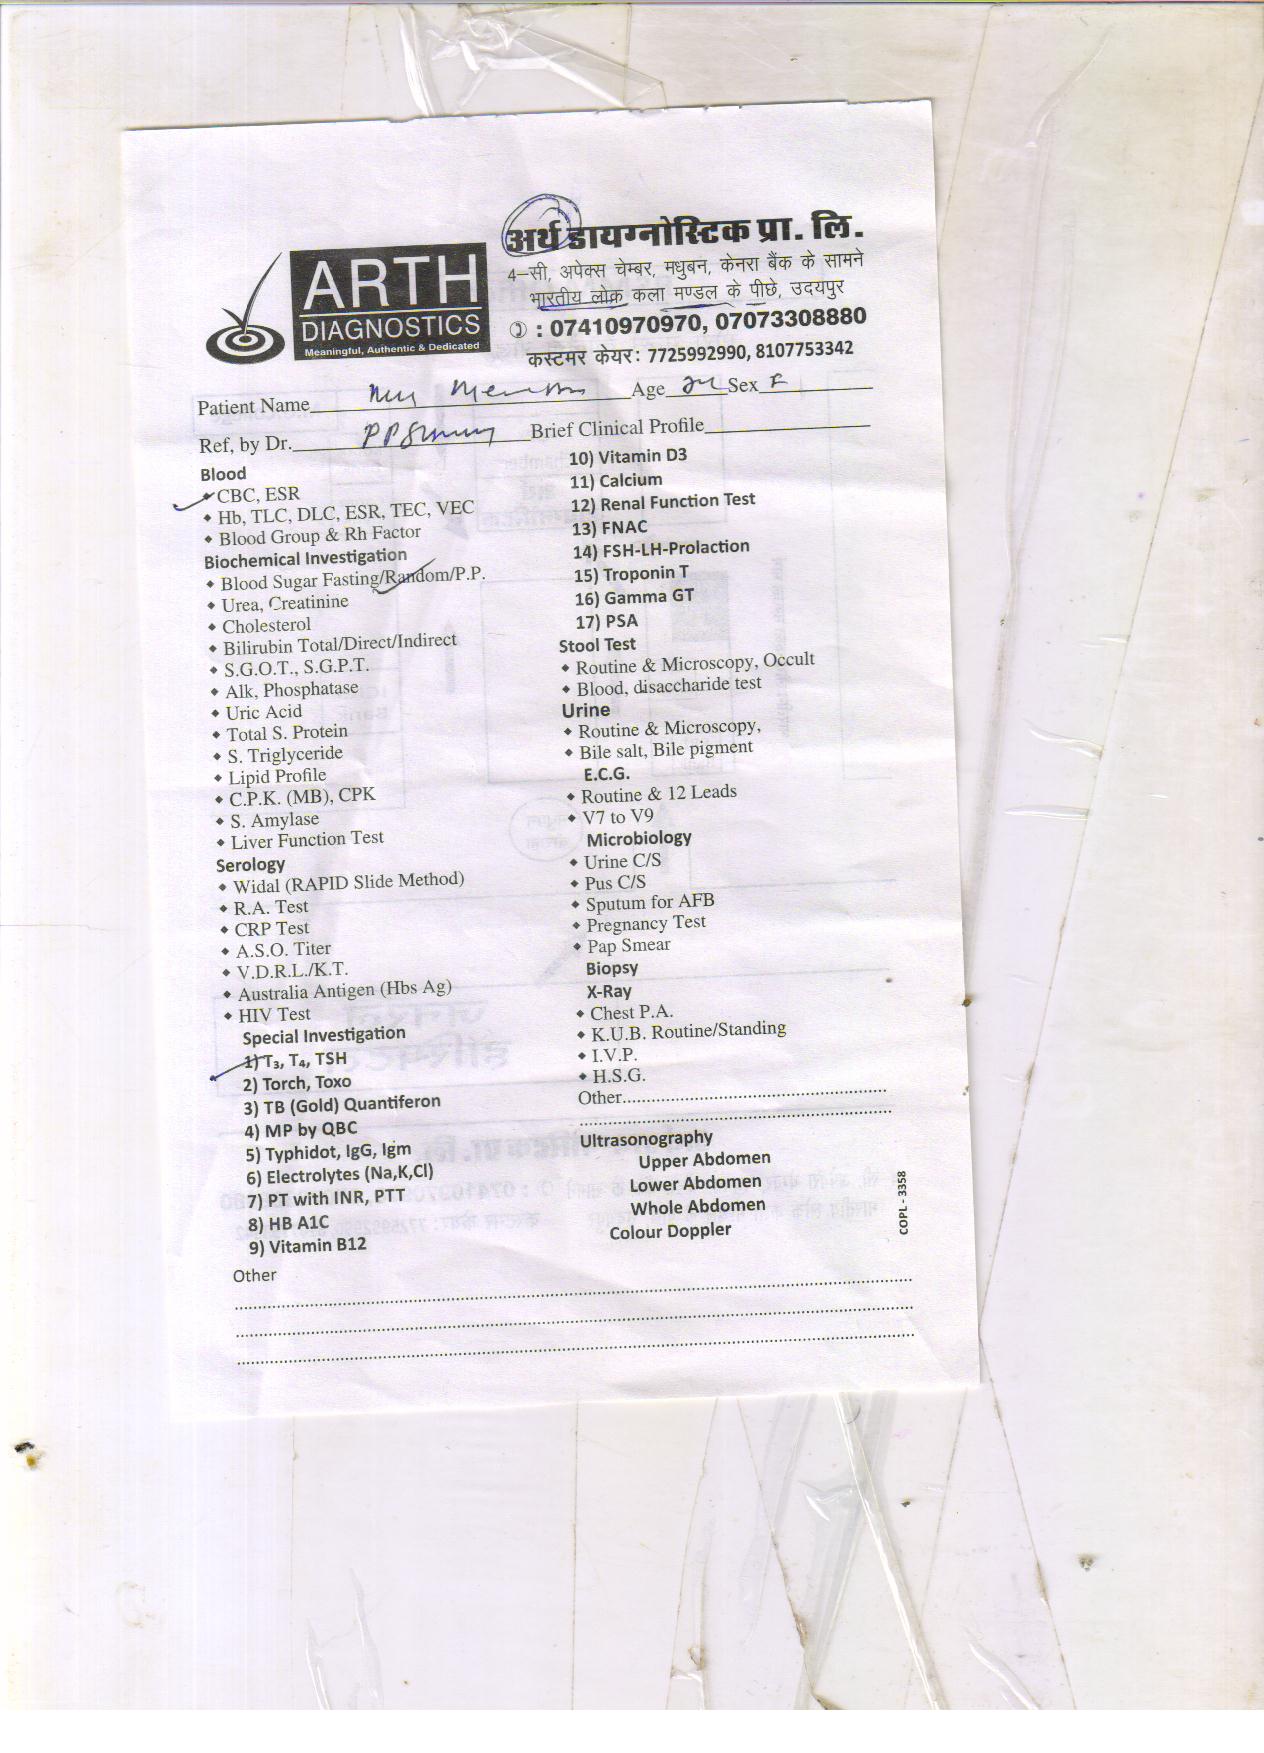 अर्थ डायग्नोस्टिक प्रा. लि.
ARTH
DIAGNOSTICS
Meaningful, Authentic & Dedicated
4-सी, अपेक्स चेम्बर, मधुबन, केनरा बैंक के सामने
भारतीय लोक कला मण्डल के पीछे, उदयपुर
: 07410970970, 07073308880
कस्टमर केयर: 7725992990, 8107753342
Patient Name Age Sex F
Ref, by Dr. Brief Clinical Profile
Blood
CBC, ESR
Hb, TLC, DLC, ESR, TEC, VEC
Blood Group & Rh Factor
Biochemical Investigation
Blood Sugar Fasting/Random/P.P.
Urea, Creatinine
Cholesterol
Bilirubin Total/Direct/Indirect
S.G.O.T., S.G.P.T.
Alk, Phosphatase
Uric Acid
Total S. Protein
S. Triglyceride
Lipid Profile
C.P.K. (MB), CPK
S. Amylase
Liver Function Test
Serology
Widal (RAPID Slide Method)
R.A. Test
CRP Test
A.S.O. Titer
V.D.R.L./K.T.
Australia Antigen (Hbs Ag)
HIV Test
Special Investigation
1) T₃, T₄, TSH
2) Torch, Toxo
3) TB (Gold) Quantiferon
4) MP by QBC
5) Typhidot, IgG, Igm
6) Electrolytes (Na,K,Cl)
7) PT with INR, PTT
8) HB A1C
9) Vitamin B12
10) Vitamin D3
11) Calcium
12) Renal Function Test
13) FNAC
14) FSH-LH-Prolaction
15) Troponin T
16) Gamma GT
17) PSA
Stool Test
Routine & Microscopy, Occult
Blood, disaccharide test
Urine
Routine & Microscopy,
Bile salt, Bile pigment
E.C.G.
Routine & 12 Leads
V7 to V9
Microbiology
Urine C/S
Pus C/S
Sputum for AFB
Pregnancy Test
Pap Smear
Biopsy
X-Ray
Chest P.A.
K.U.B. Routine/Standing
I.V.P.
H.S.G.
Other
Ultrasonography
Upper Abdomen
Lower Abdomen
Whole Abdomen
Colour Doppler
COPL - 3358
Other